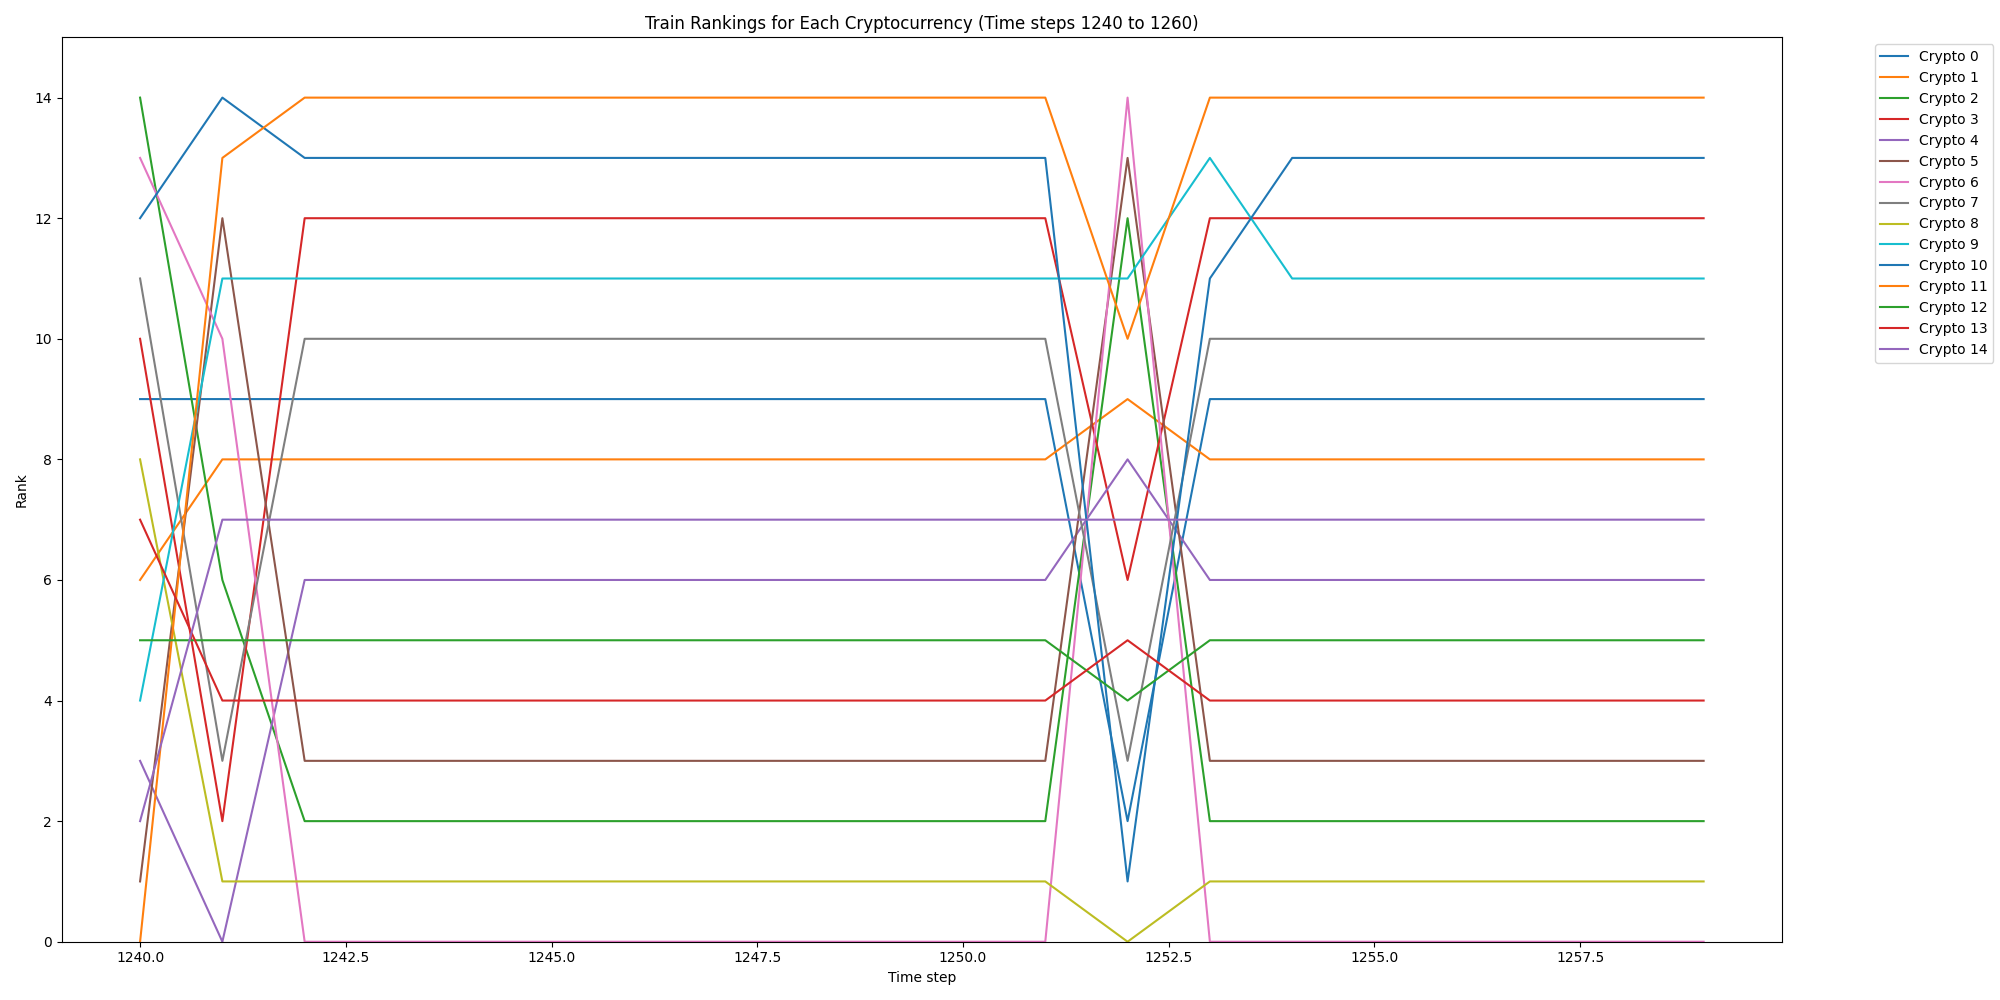 Train Rankings for Each Cryptocurrency (Time steps 1240 to 1260)
Rank
14
12
10
8
6
4
2
0
1240.0 1242.5 1245.0 1247.5 1250.0 1252.5 1255.0 1257.5
Time step
Crypto 0
Crypto 1
Crypto 2
Crypto 3
Crypto 4
Crypto 5
Crypto 6
Crypto 7
Crypto 8
Crypto 9
Crypto 10
Crypto 11
Crypto 12
Crypto 13
Crypto 14